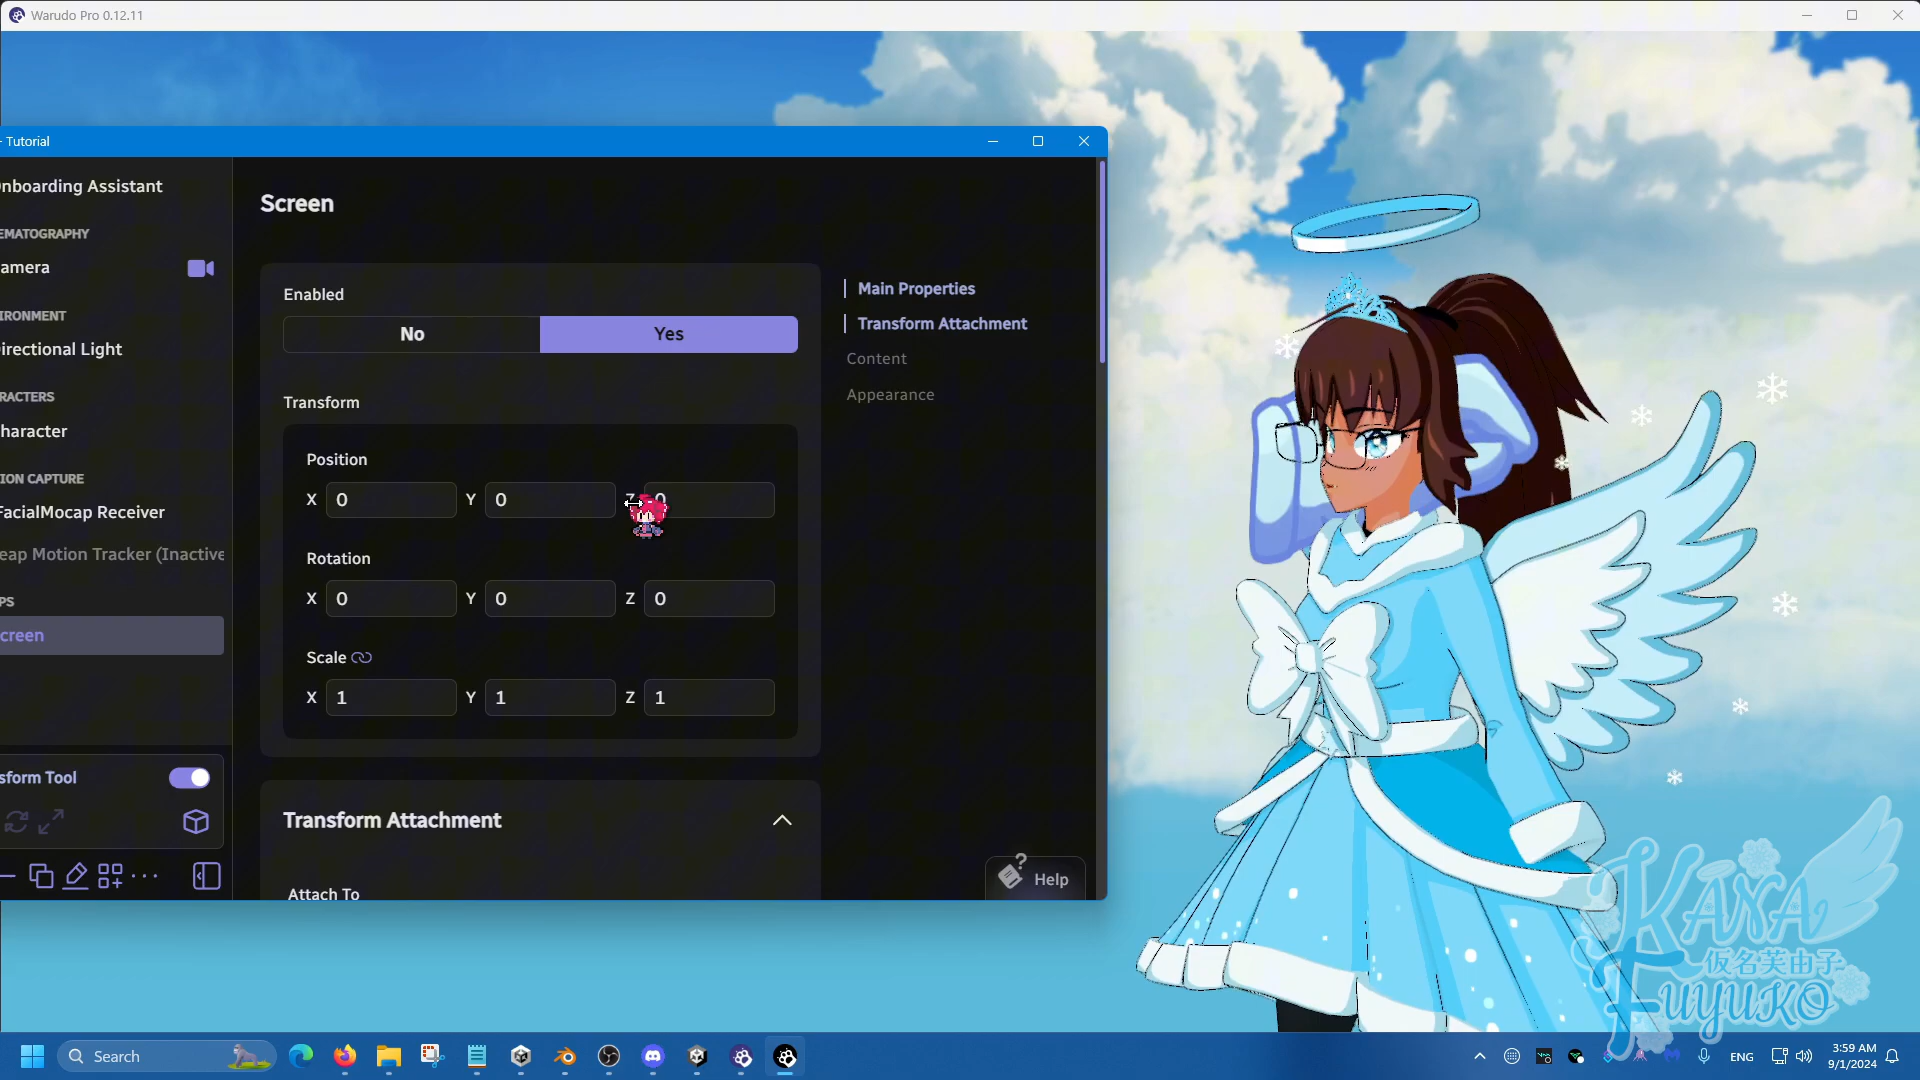 Warudo Pro 0.12.11
- Tutorial
nboarding Assistant
EMATOGRAPHY
amera
IRONMENT
irectional Light
RACTERS
haracter
ION CAPTURE
FacialMocap Receiver
eap Motion Tracker (Inactive
PS
creen
sform Tool
Screen
Enabled
No Yes
Transform
Position
X 0 Y 0 Z 0
Rotation
X 0 Y 0 Z 0
Scale
X 1 Y 1 Z 1
Transform Attachment
Attach To
Main Properties
Transform Attachment
Content
Appearance
Help
KANA
仮名芙由子
FUYUKO
Search
ENG
3:59 AM
9/1/2024